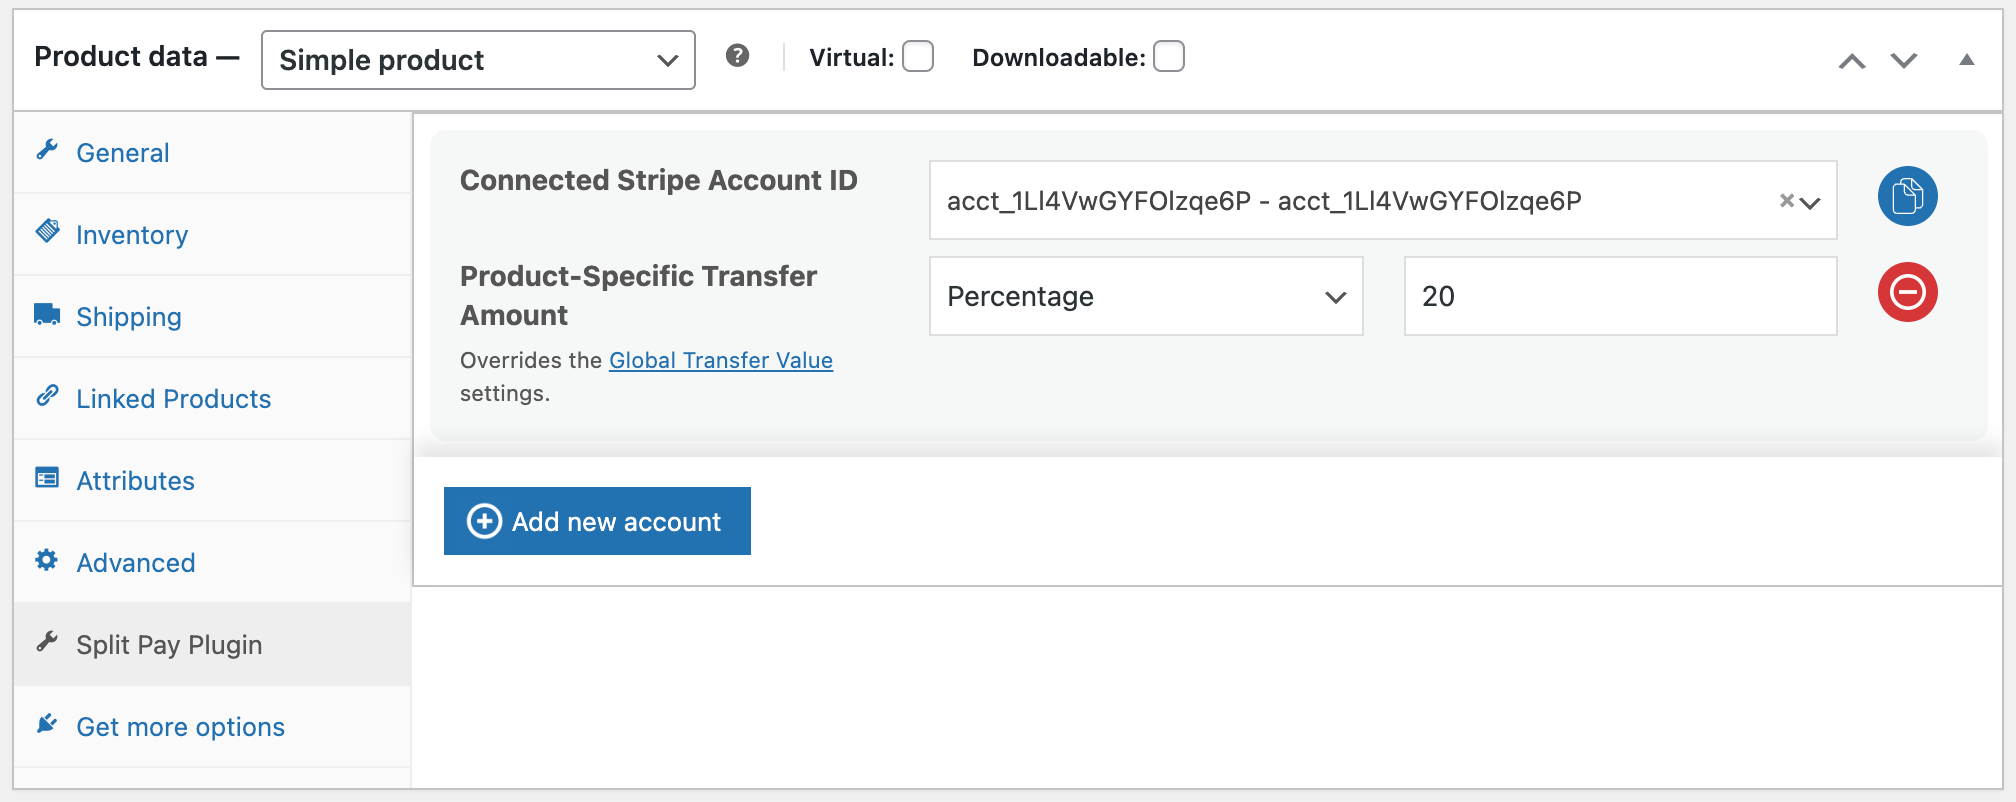 Product data —
Simple product
?
Virtual:
Downloadable:
General
Inventory
Shipping
Linked Products
Attributes
Advanced
Split Pay Plugin
Get more options
Connected Stripe Account ID
acct_1Ll4VwGYFOlzqe6P - acct_1Ll4VwGYFOlzqe6P
×
Product-Specific Transfer
Amount
Overrides the Global Transfer Value
settings.
Percentage
20
Add new account